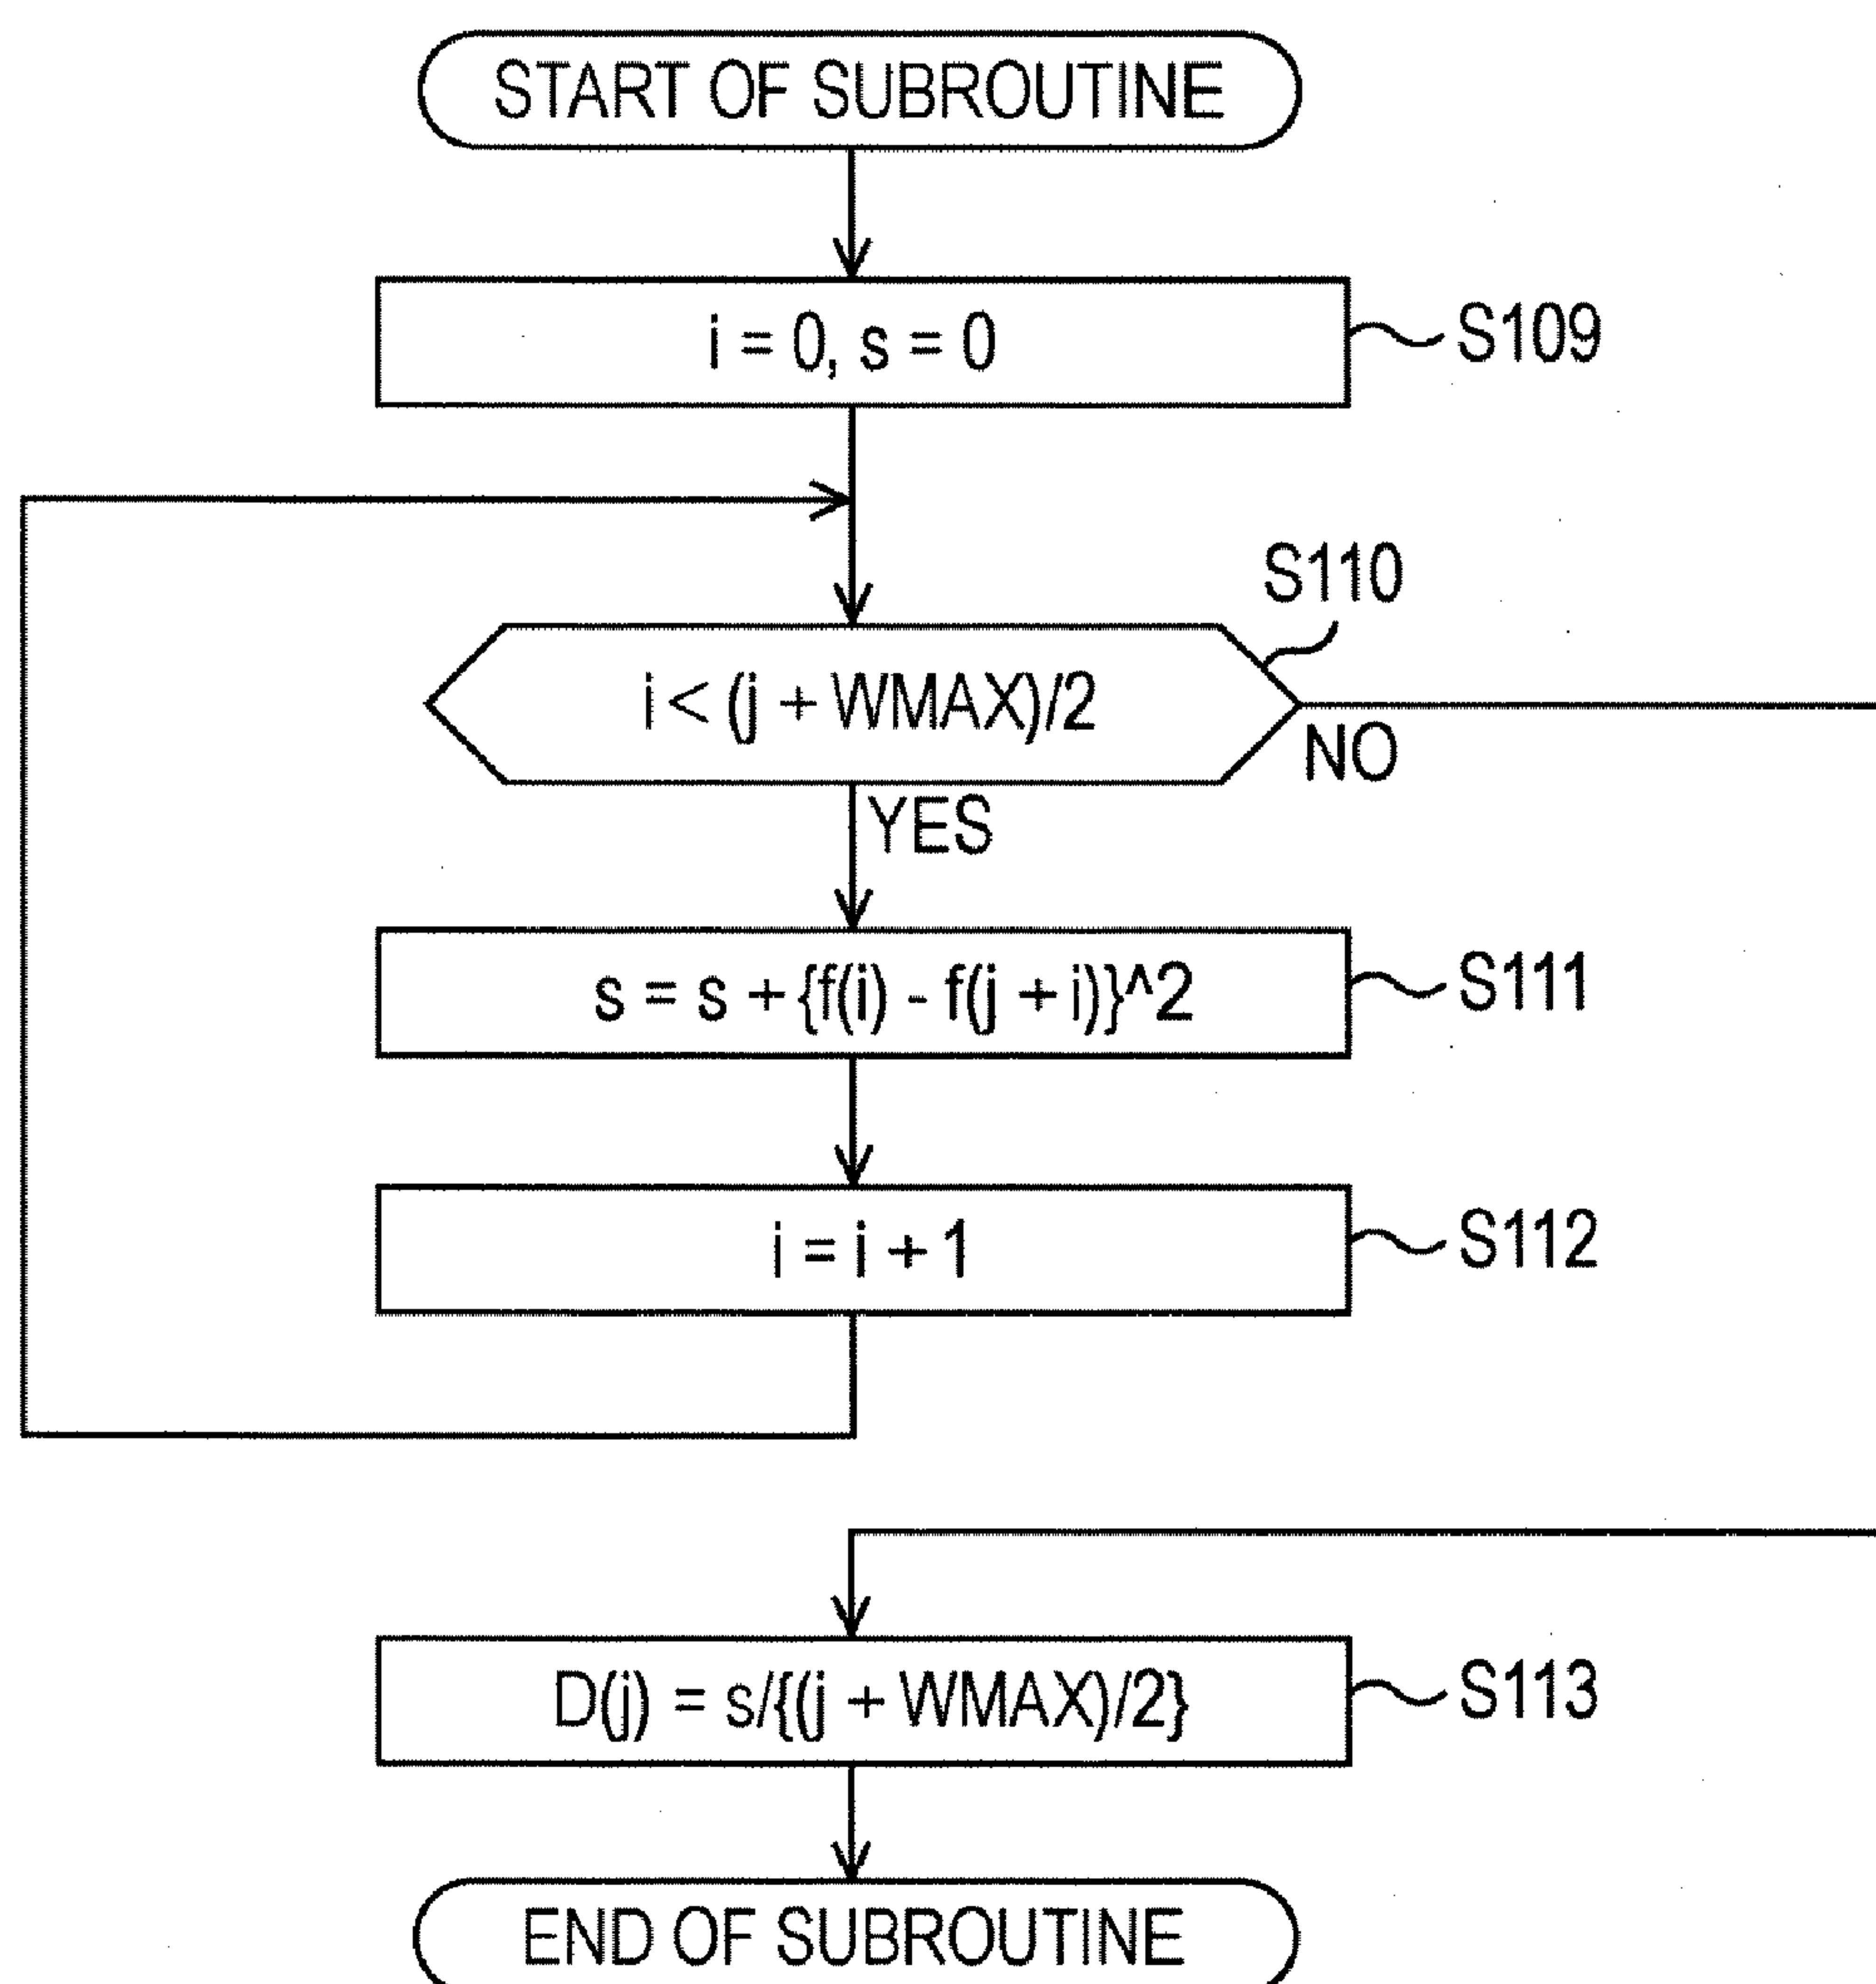 START OF SUBROUTINE
i = 0, s = 0
S109
S110
i < (j + WMAX)/2
NO
YES
s = s + {f(i) - f(j + i)}^2
S111
i = i + 1
S112
D(j) = s/{(j + WMAX)/2}
S113
END OF SUBROUTINE